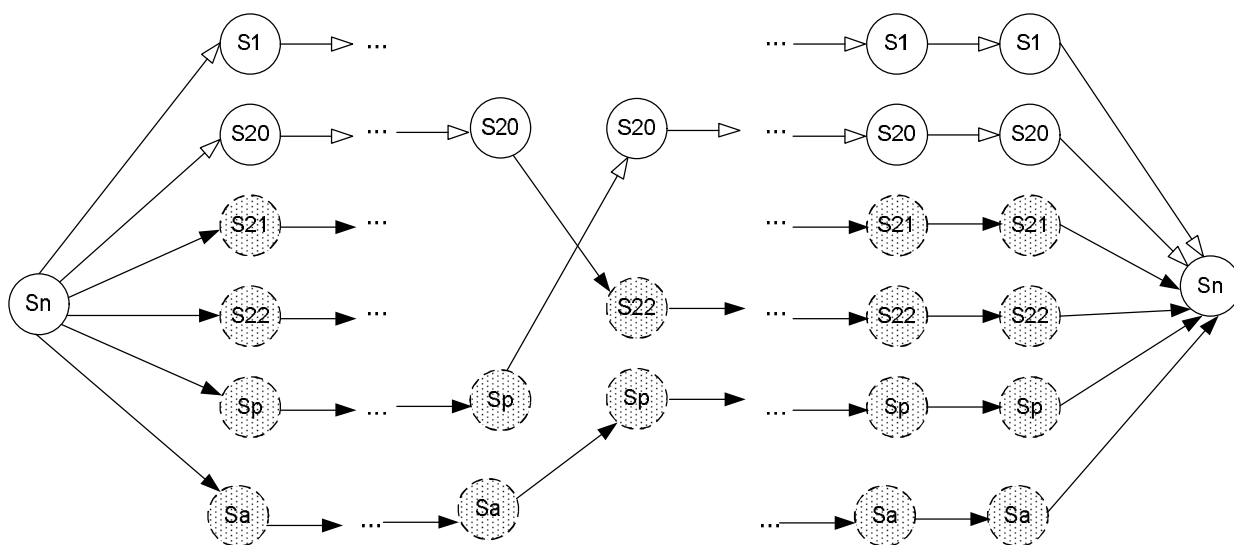 S1 ... ... S1 S1
S20 ... S20 S20 ... S20 S20
S21 ... ... S21 S21
Sn S22 ... S22 ... S22 S22 Sn
Sp ... Sp Sp ... Sp Sp
Sa ... Sa ... Sa Sa